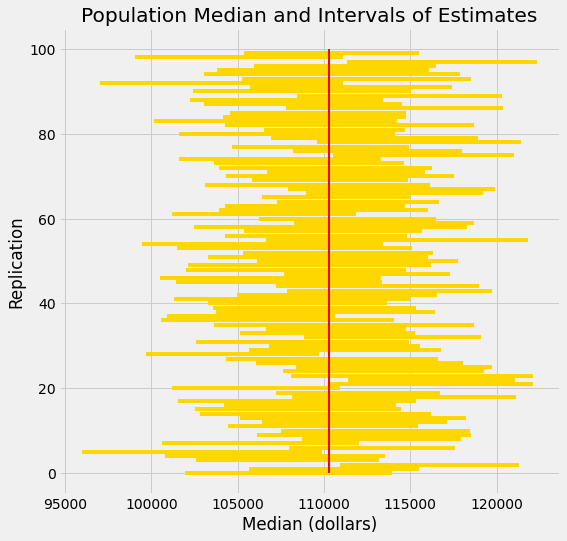 Population Median and Intervals of Estimates
100
80
60
40
20
0
Replication
95000 100000 105000 110000 115000 120000
Median (dollars)